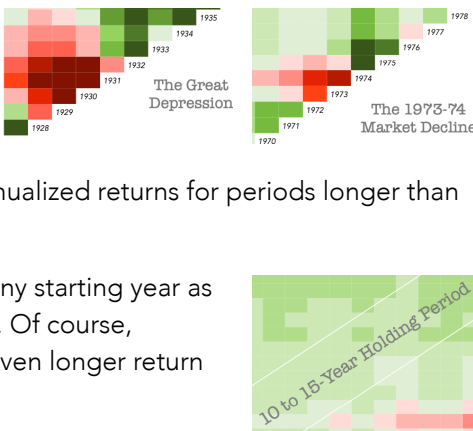 1935
1934
1933
1932
1931
1930
1929
1928
The Great
Depression
1978
1977
1976
1975
1974
1973
1972
1971
1970
The 1973-74
Market Decline
nualized returns for periods longer than
ny starting year as
. Of course,
ven longer return
10 to 15-Year Holding Period